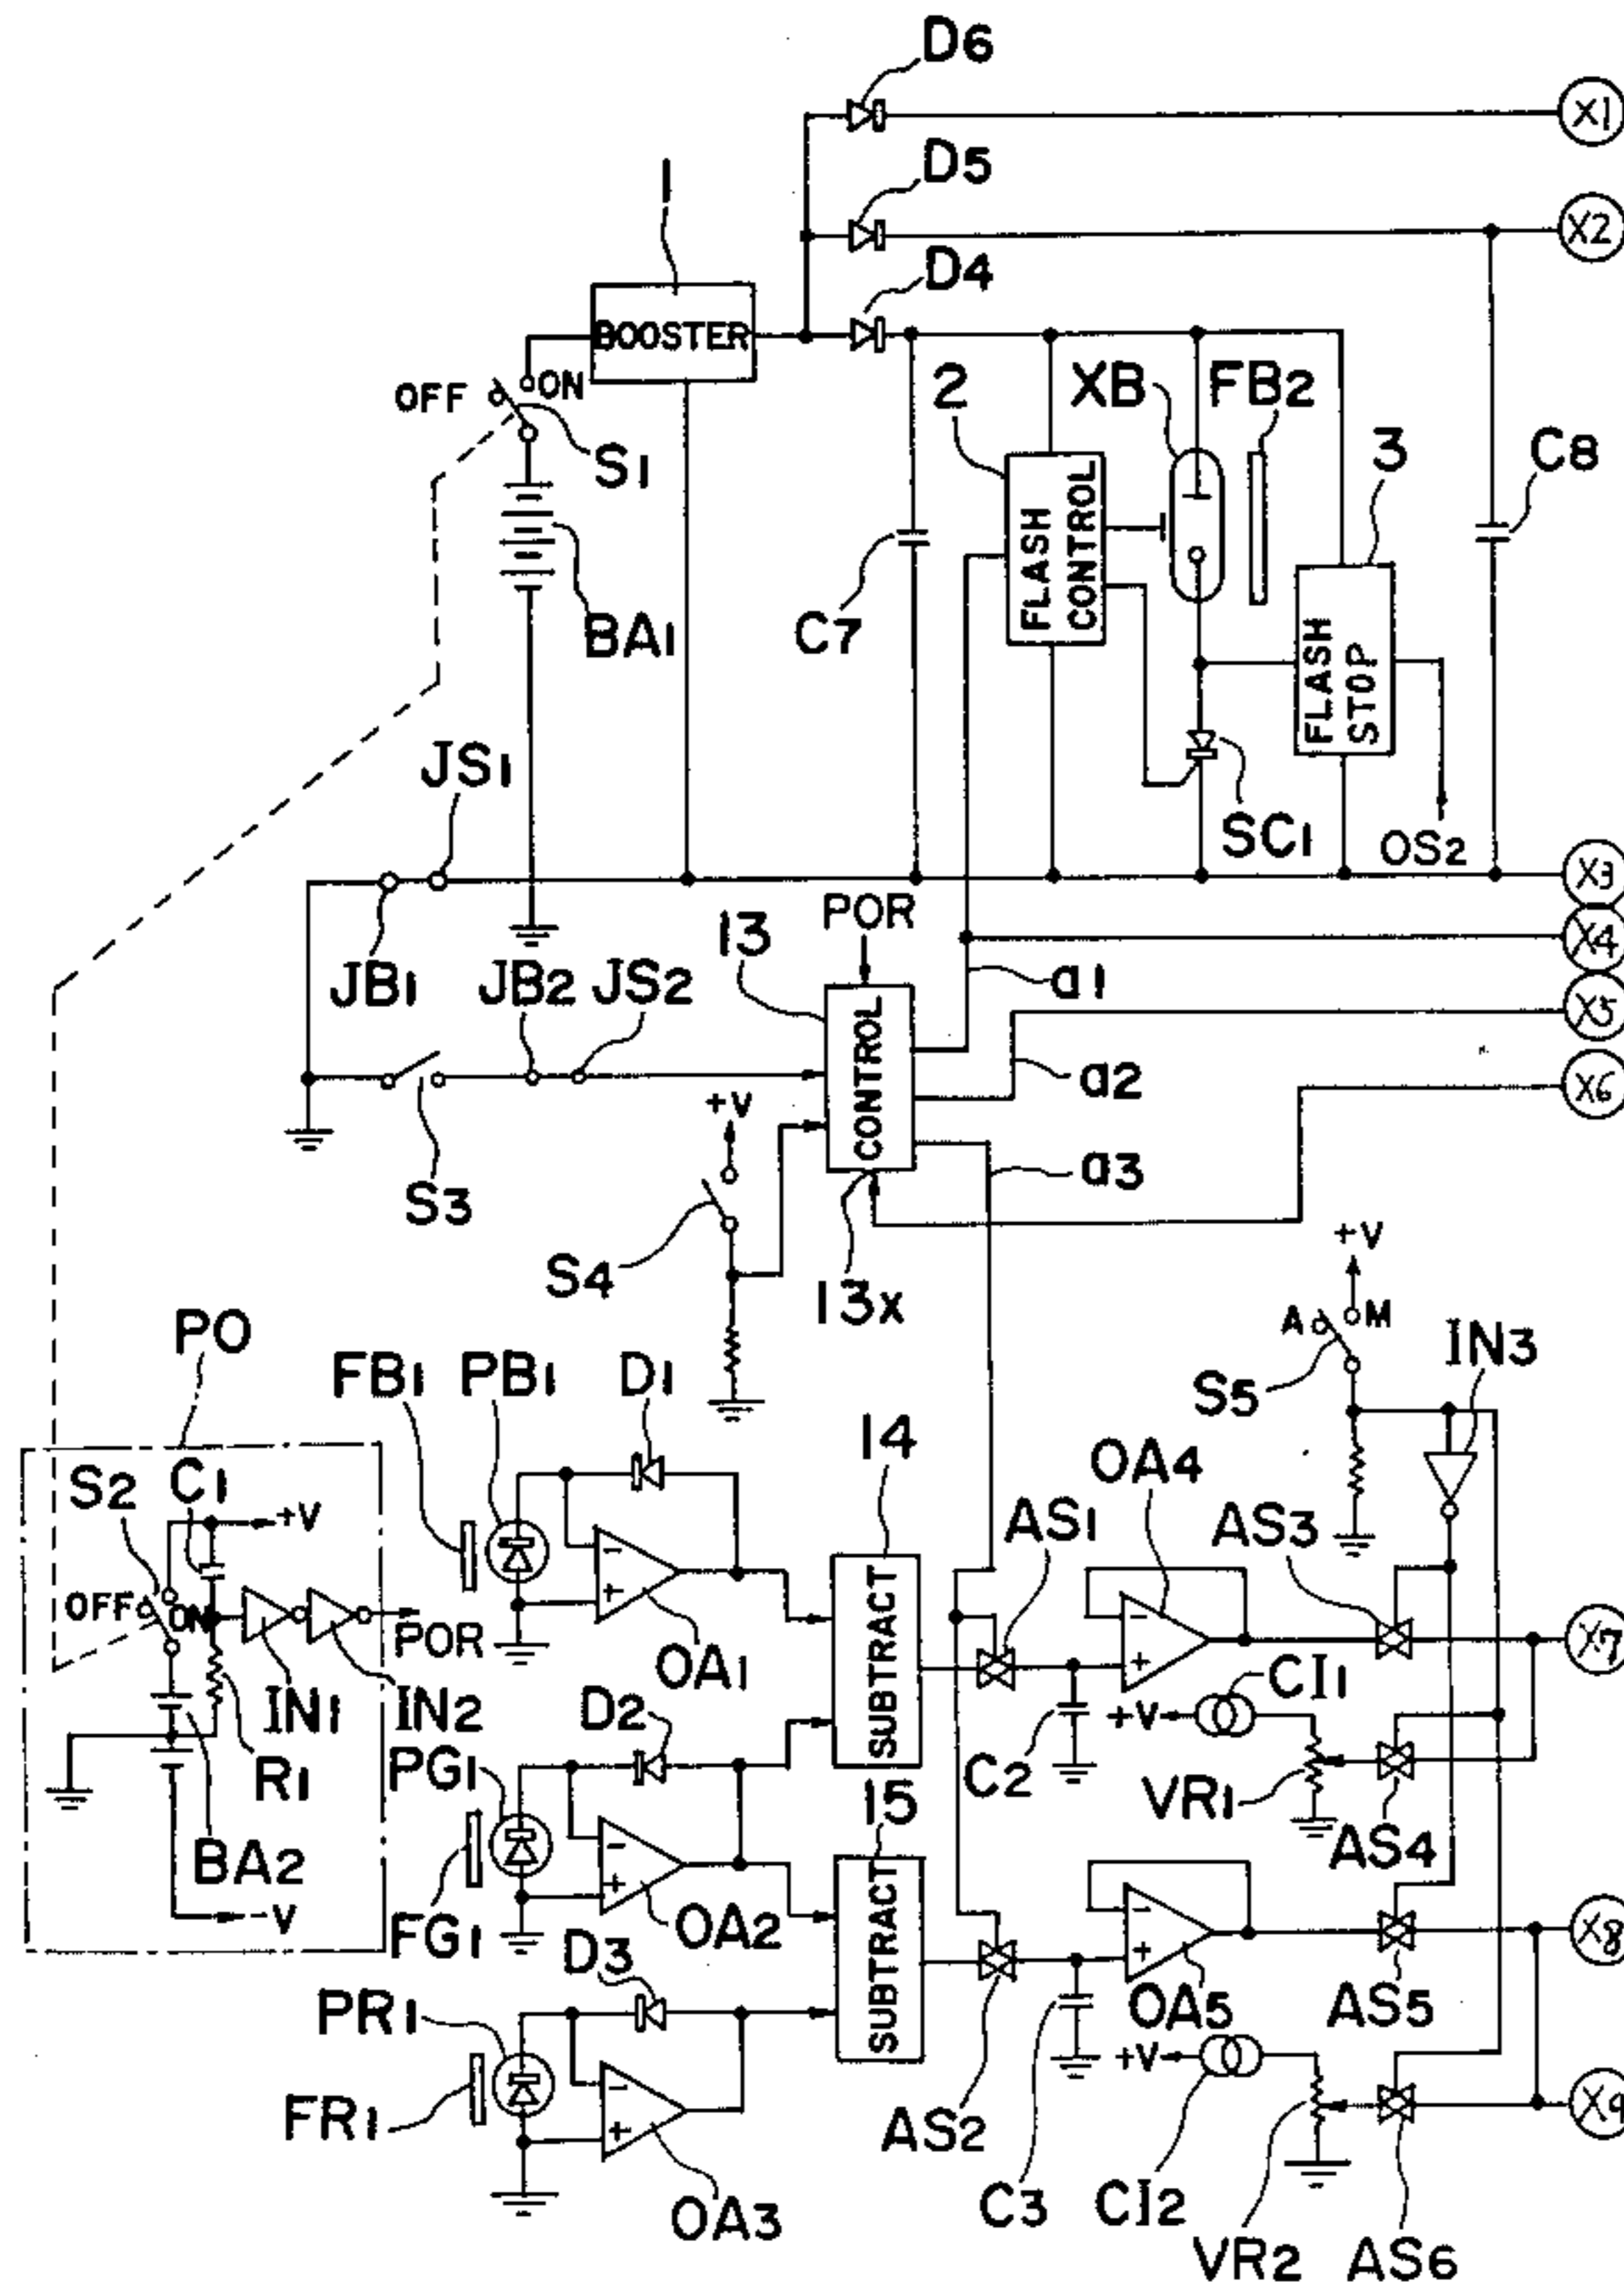 D6
X1
D5
X2
1
D4
BOOSTER
OFF
ON
S1
2
XB
FB2
3
C8
FLASH CONTROL
FLASH STOP
BA1
C7
JS1
SC1
OS2
X3
POR
13
X4
JB1
JB2
JS2
a1
X5
CONTROL
a2
X6
+V
a3
S3
S4
13x
+V
A
M
IN3
PO
FB1
PB1
D1
S5
14
OA4
S2
C1
+V
AS1
AS3
OFF
ON
SUBTRACT
POR
OA1
X7
IN1
IN2
D2
CI1
+V
R1
PG1
C2
VR1
15
AS4
BA2
-V
FG1
OA2
D3
SUBTRACT
X8
PR1
OA5
AS5
+V
FR1
AS2
X9
OA3
C3
CI2
VR2
AS6